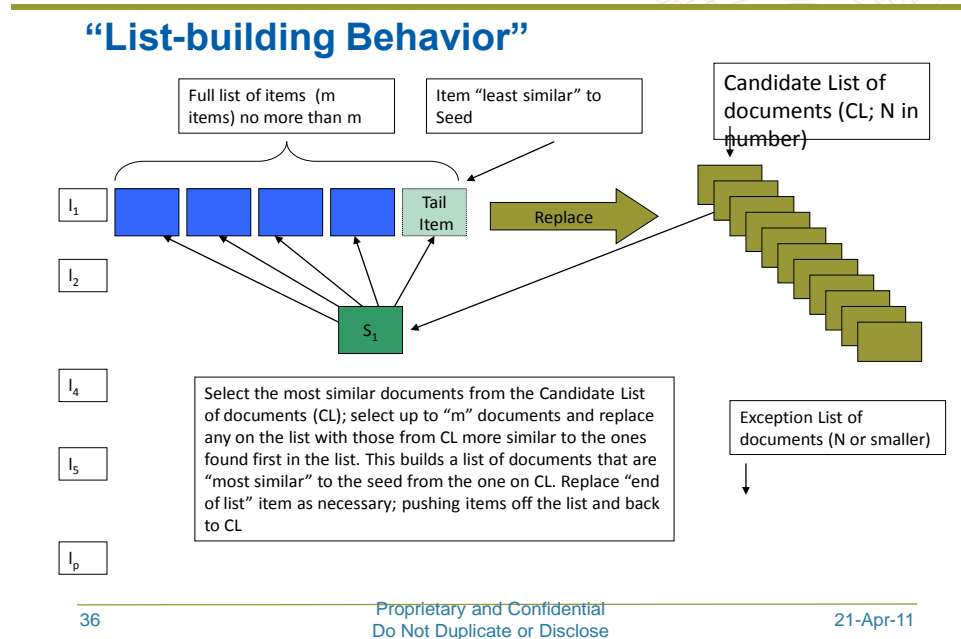 “List-building Behavior”
Full list of items (m
items) no more than m
Item “least similar” to
Seed
Candidate List of
documents (CL; N in
number)
I1
Tail
Item
Replace
I2
S1
I4
Select the most similar documents from the Candidate List
of documents (CL); select up to “m” documents and replace
any on the list with those from CL more similar to the ones
found first in the list. This builds a list of documents that are
“most similar” to the seed from the one on CL. Replace “end
of list” item as necessary; pushing items off the list and back
to CL
Exception List of
documents (N or smaller)
I5
Ip
36
Proprietary and Confidential
Do Not Duplicate or Disclose
21-Apr-11